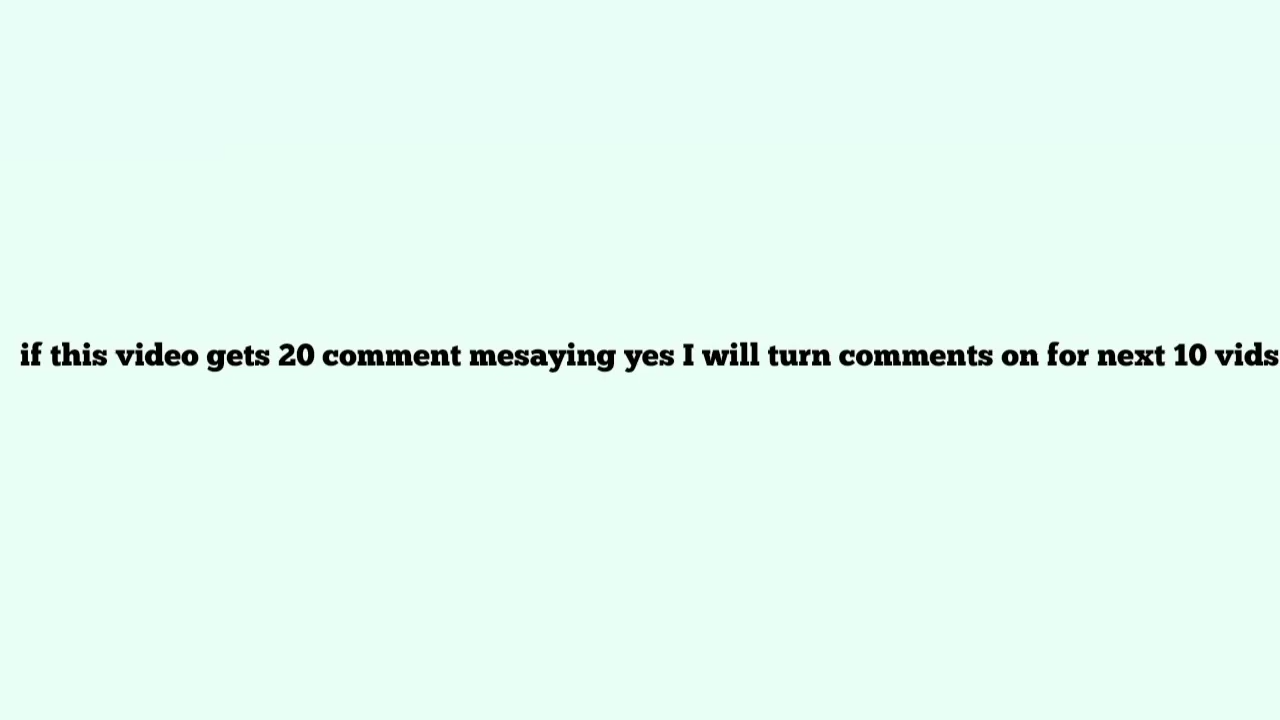 if this video gets 20 comment mesaying yes I will turn comments on for next 10 vids